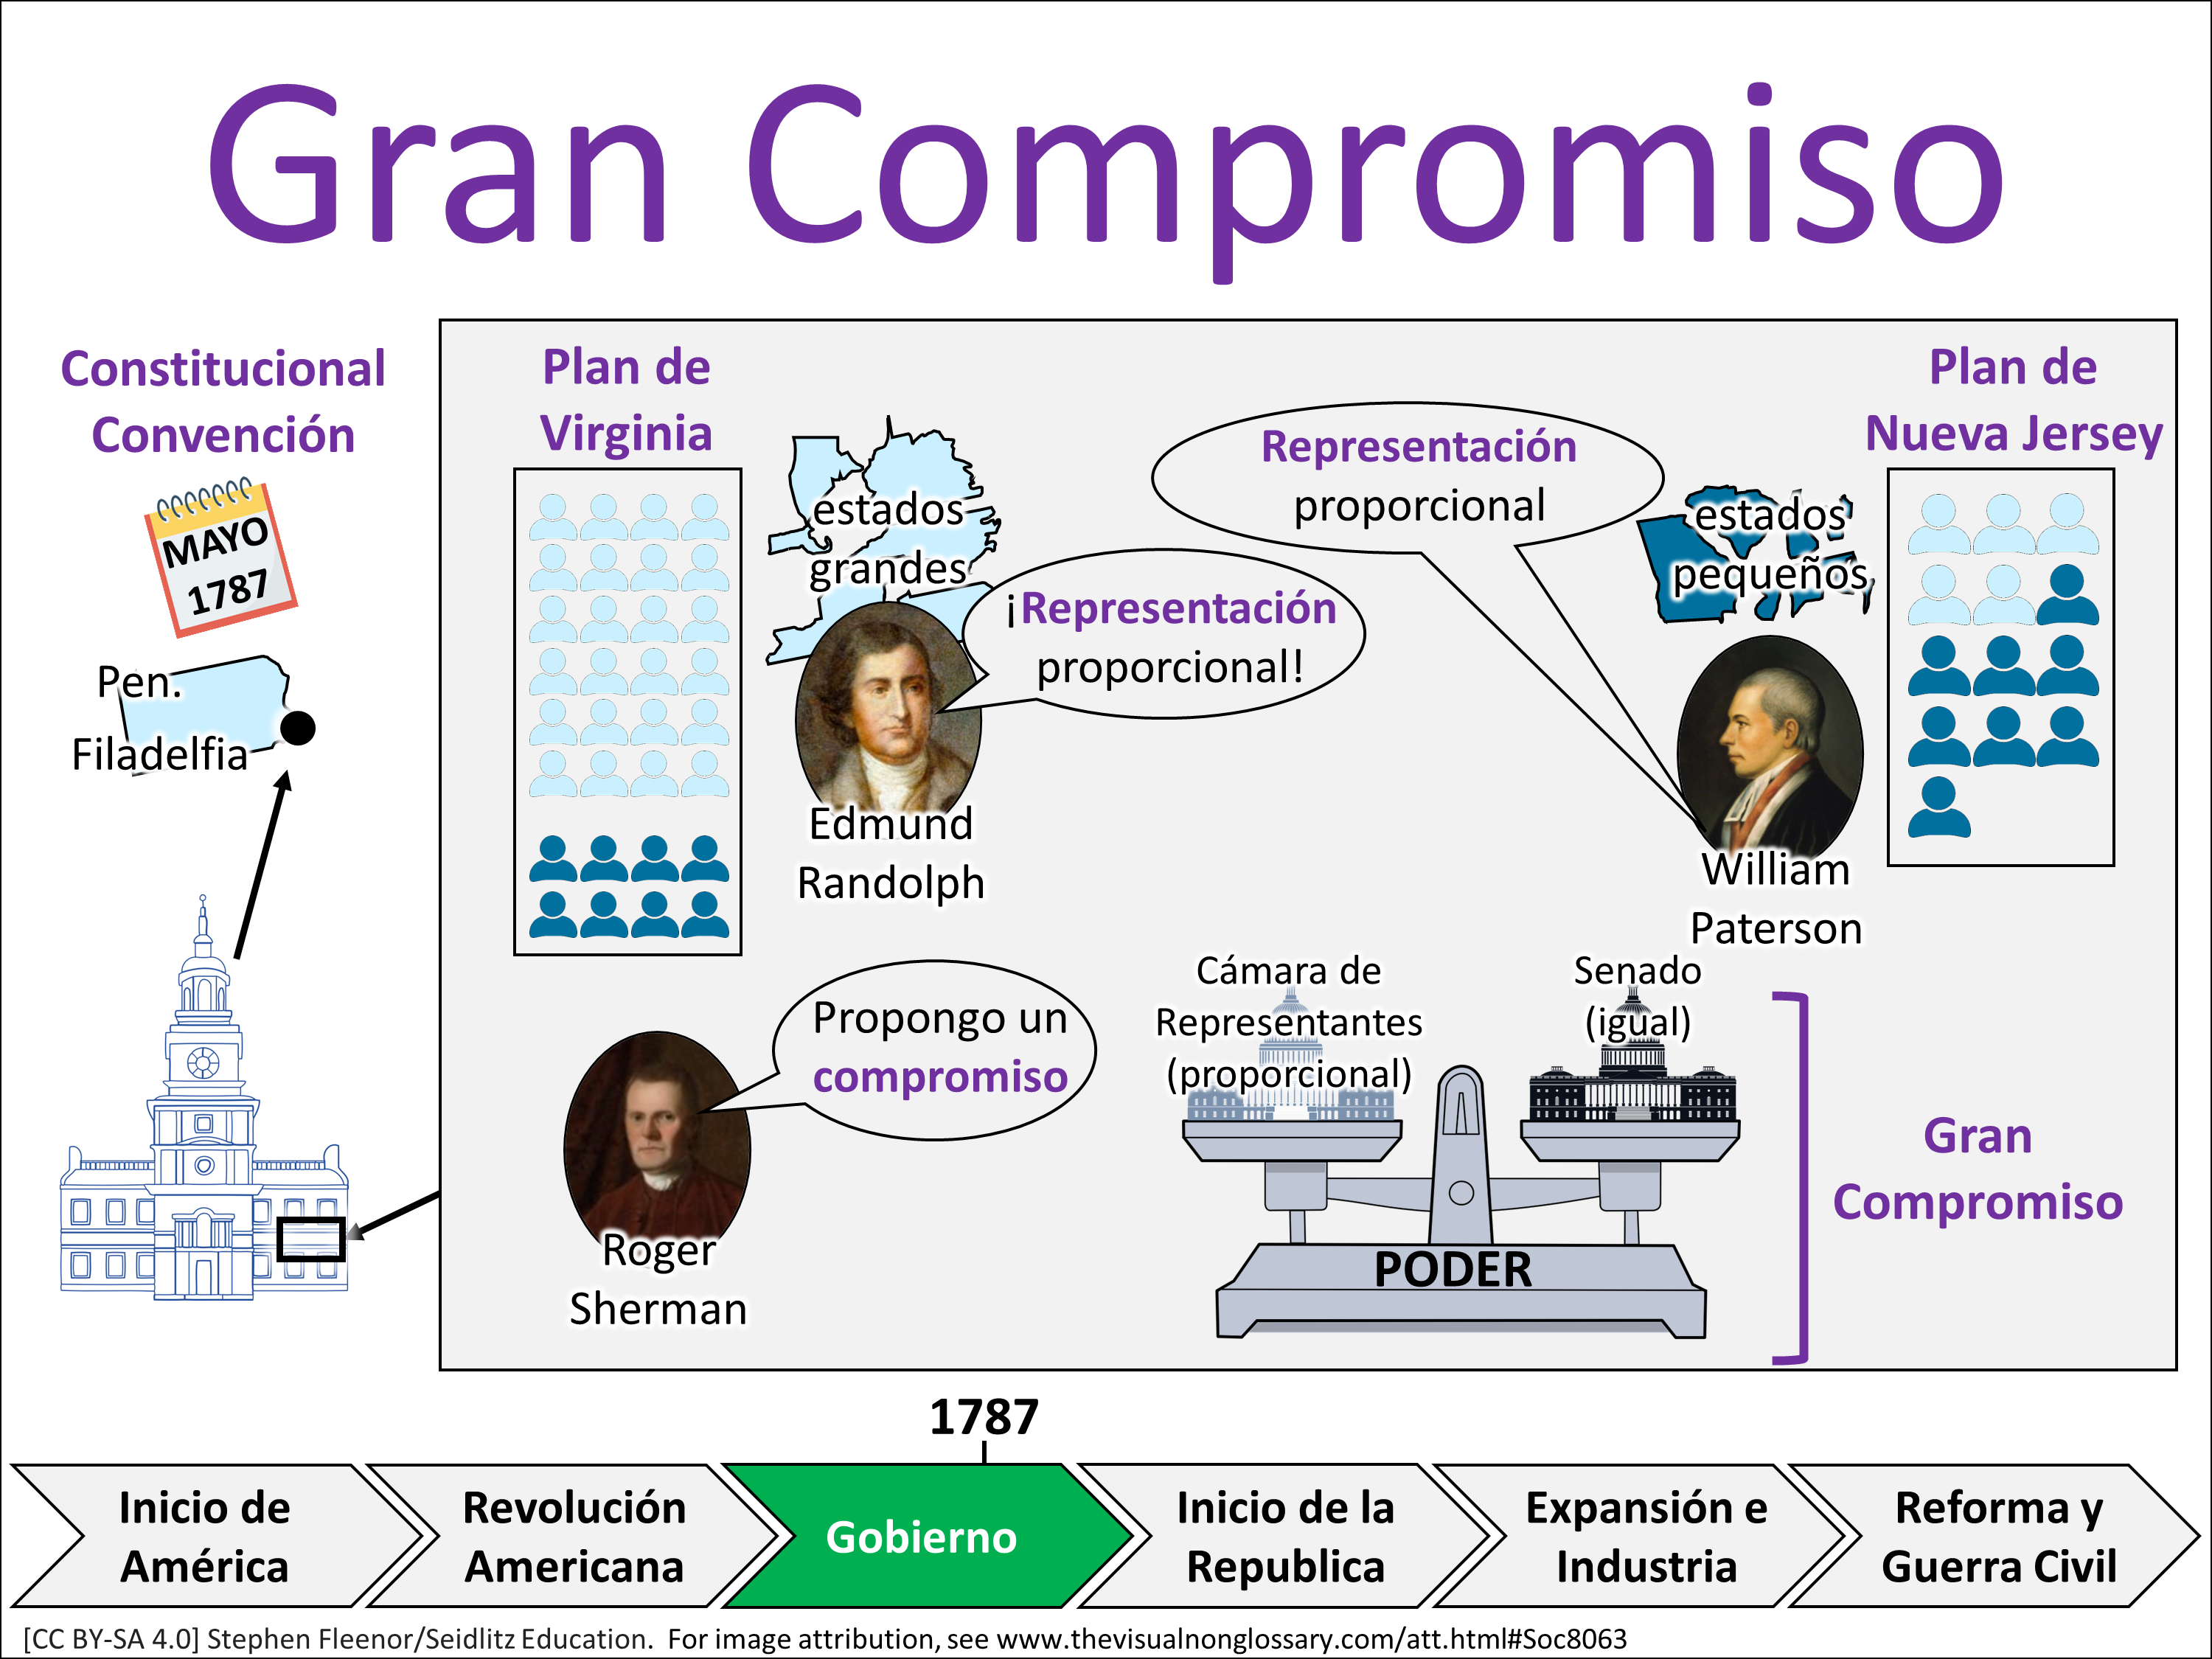 Gran Compromiso
Constitucional
Convención
MAYO
1787
Pen.
Filadelfia
Plan de
Virginia
estados
grandes
¡Representación
proporcional!
Edmund
Randolph
Representación
proporcional
estados
pequeños
William
Paterson
Plan de
Nueva Jersey
Propongo un
compromiso
Roger
Sherman
Cámara de
Representantes
(proporcional)
Senado
(igual)
PODER
Gran
Compromiso
1787
Inicio de
América
Revolución
Americana
Gobierno
Inicio de la
Republica
Expansión e
Industria
Reforma y
Guerra Civil
[CC BY-SA 4.0] Stephen Fleenor/Seidlitz Education.  For image attribution, see www.thevisualnonglossary.com/att.html#Soc8063